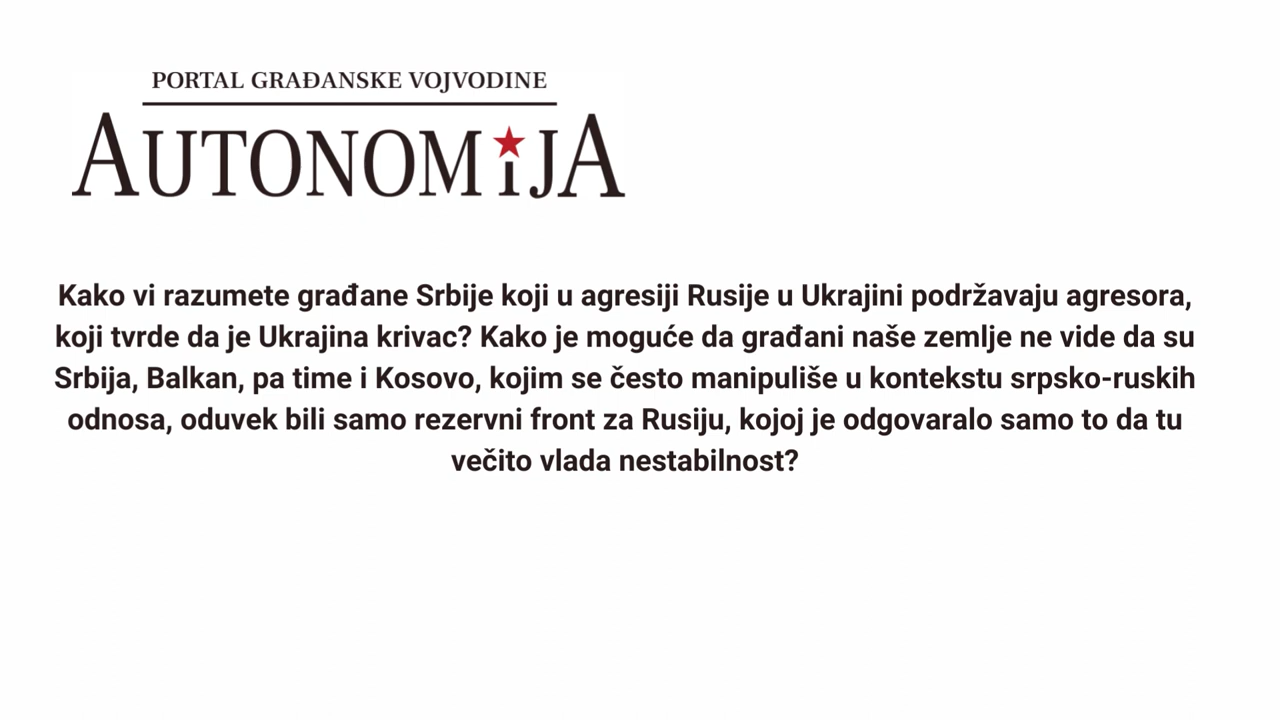 PORTAL GRAĐANSKE VOJVODINE
AUTONOMiJA
Kako vi razumete građane Srbije koji u agresiji Rusije u Ukrajini podržavaju agresora,
koji tvrde da je Ukrajina krivac? Kako je moguće da građani naše zemlje ne vide da su
Srbija, Balkan, pa time i Kosovo, kojim se često manipuliše u kontekstu srpsko-ruskih
odnosa, oduvek bili samo rezervni front za Rusiju, kojoj je odgovaralo samo to da tu
večito vlada nestabilnost?